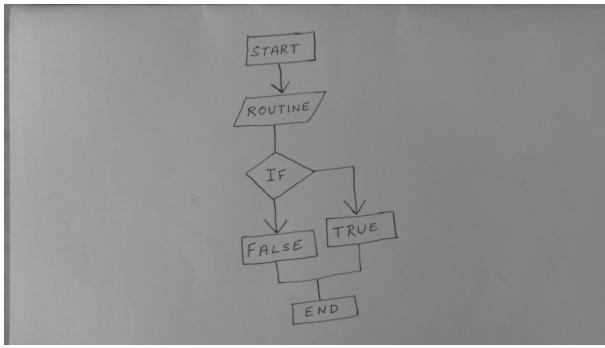 START
ROUTINE
IF
FALSE
TRUE
END